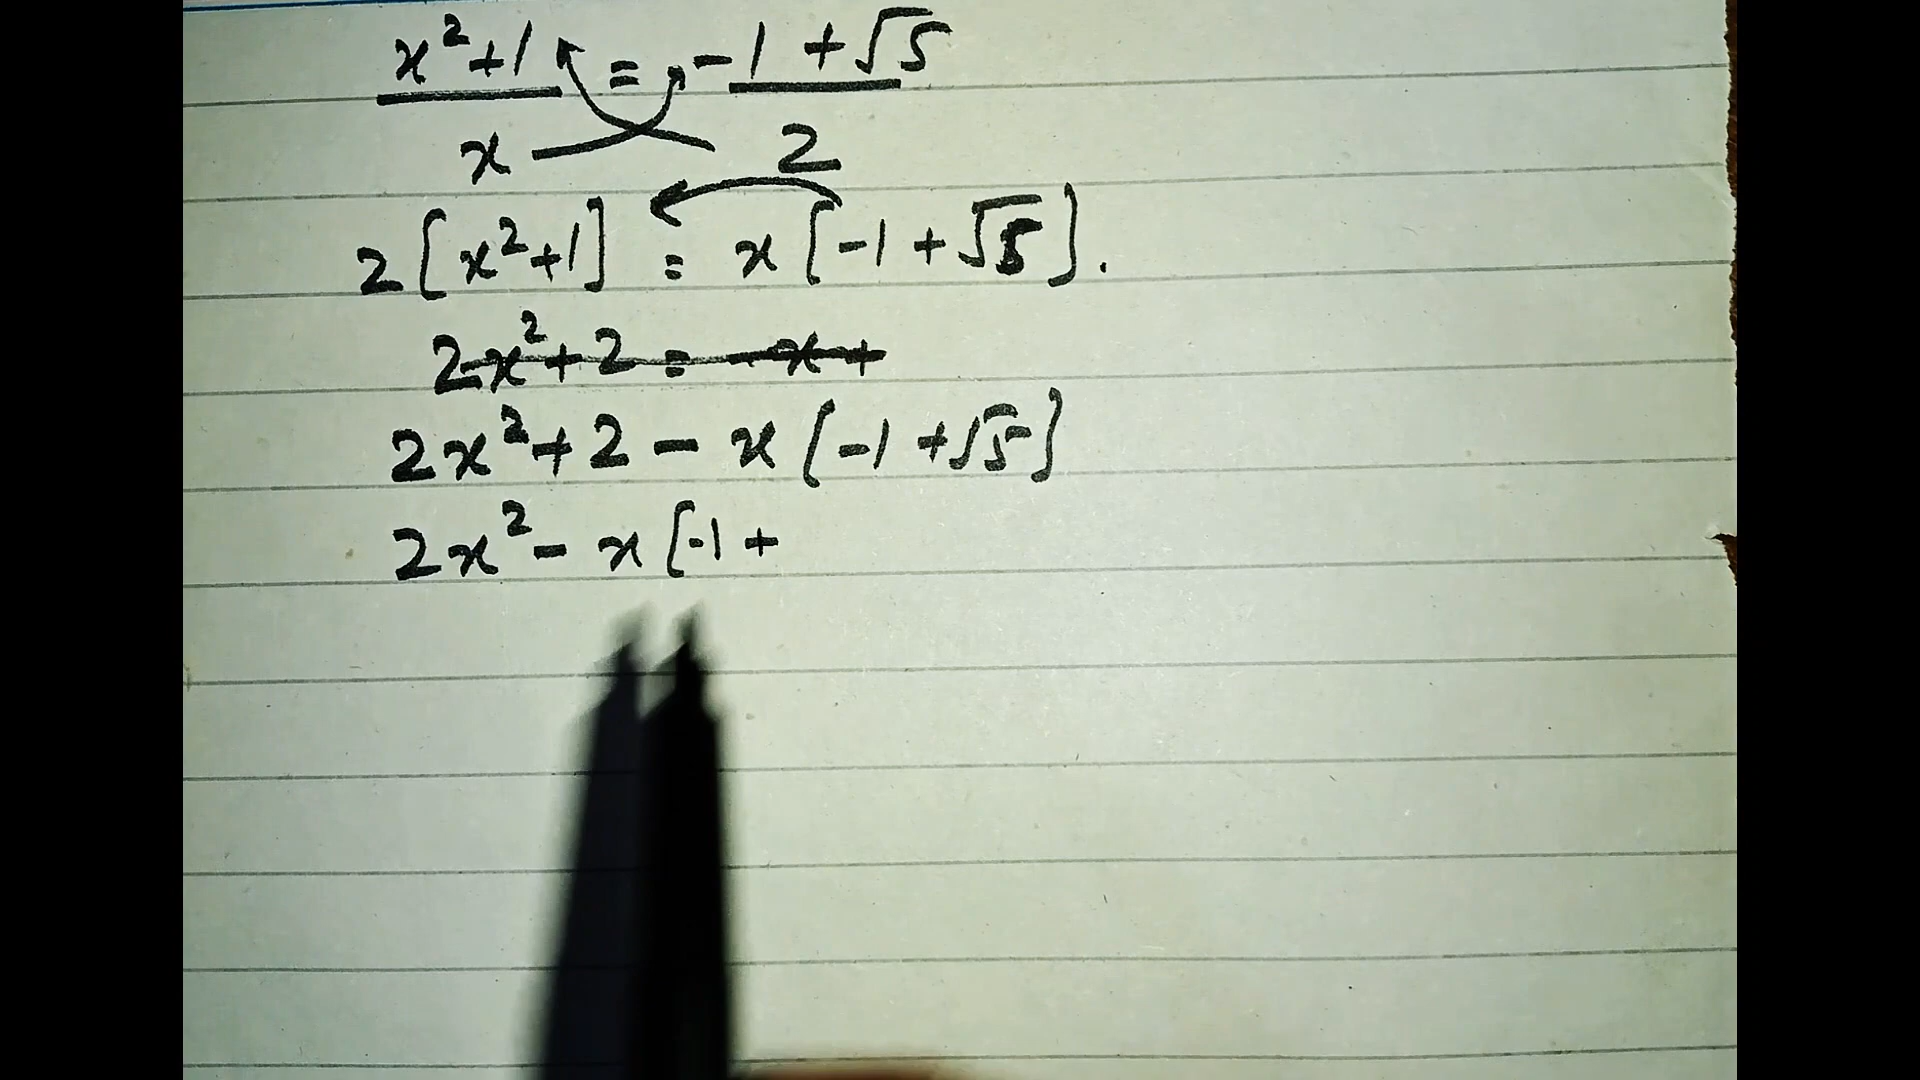 x²+1 = -1+√5
x 2
2[x²+1] = x[-1+√5].
2x²+2 = -x+
2x²+2-x[-1+√5]
2x²-x[-1+